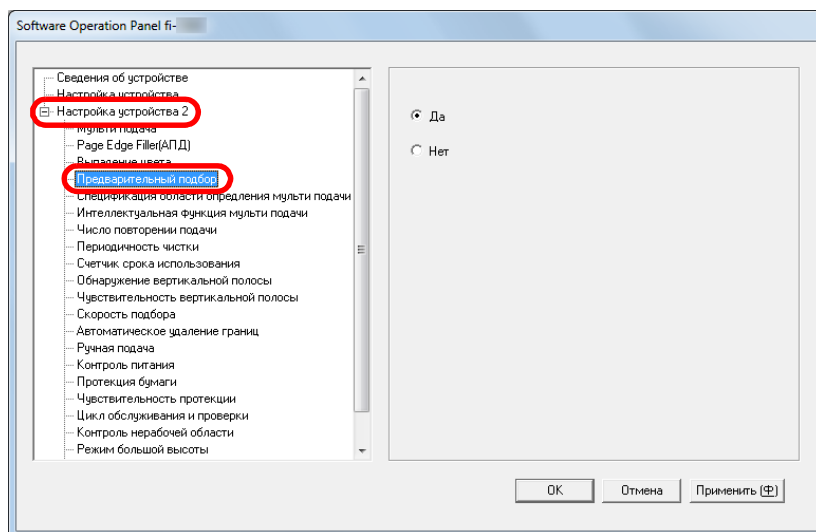 Software Operation Panel fi-
Сведения об устройстве
Настройка устройства
Настройка устройства 2
Мульти подача
Page Edge Filler(АПД)
Выпадение цвета
Предварительный подбор
Спецификация области опредления мульти подачи
Интеллектуальная функция мульти подачи
Число повторении подачи
Периодичность чистки
Счетчик срока использования
Обнаружение вертикальной полосы
Чувствительность вертикальной полосы
Скорость подбора
Автоматическое удаление границ
Ручная подача
Контроль питания
Протекция бумаги
Чувствительность протекции
Цикл обслуживания и проверки
Контроль нерабочей области
Режим большой высоты
Да
Нет
OK
Отмена
Применить (Ф)